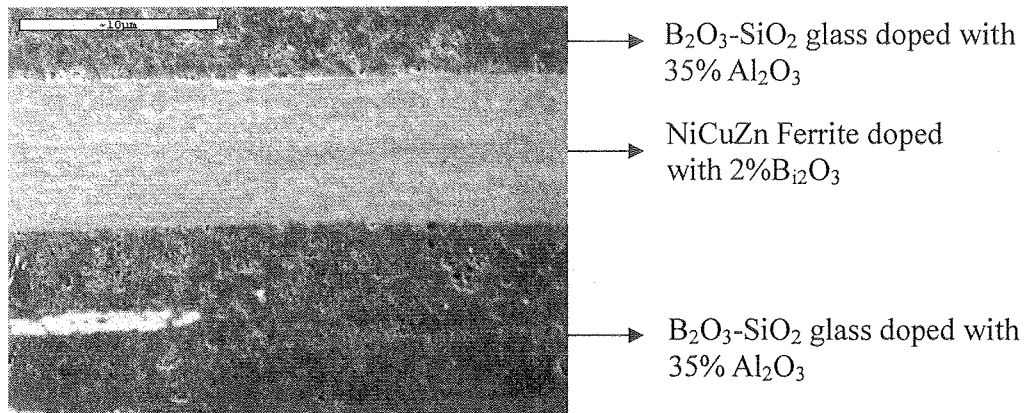 ~10µm
B₂O₃-SiO₂ glass doped with
35% Al₂O₃
NiCuZn Ferrite doped
with 2%Bᵢ₂O₃
B₂O₃-SiO₂ glass doped with
35% Al₂O₃